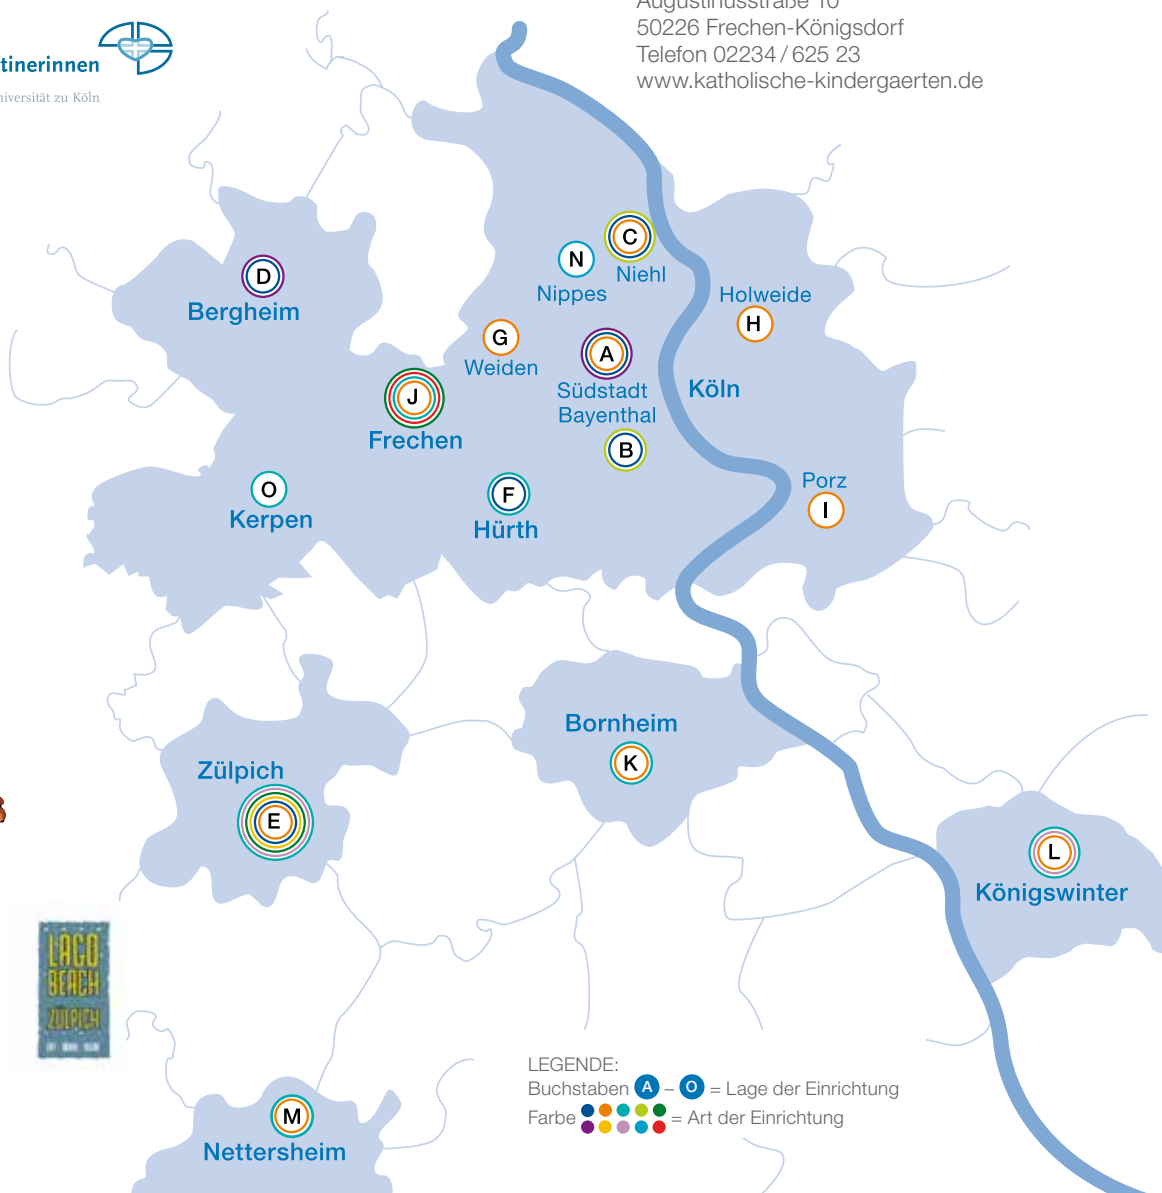 Augustinusstraße 10
50226 Frechen-Königsdorf
Telefon 02234 / 625 23
www.katholische-kindergaerten.de
tinerinnen
niversität zu Köln
C
N
Niehl
D
Nippes
Holweide
Bergheim
H
G
A
Weiden
Südstadt
Köln
J
Bayenthal
Frechen
B
Porz
O
F
I
Kerpen
Hürth
Bornheim
K
Zülpich
E
L
Königswinter
LAGO
BEACH
ZÜLPICH
LEGENDE:
Buchstaben A – O = Lage der Einrichtung
Farbe = Art der Einrichtung
M
Nettersheim